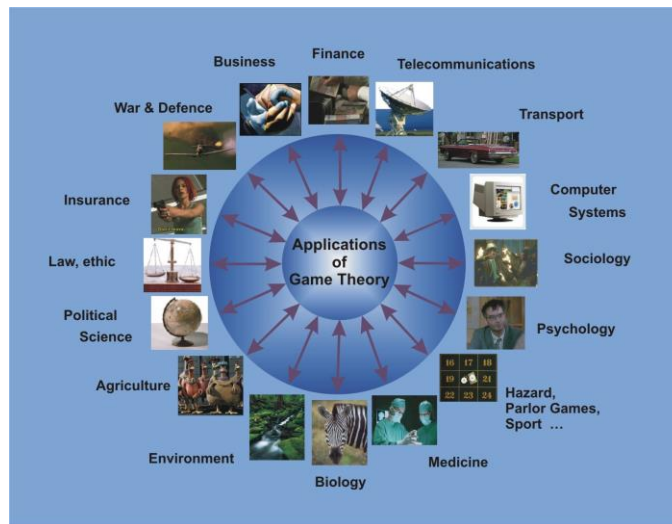 Finance
Business
Telecommunications
War & Defence
Transport
Insurance
Computer
Systems
Law, ethic
Applications
of
Game Theory
Sociology
Political
Science
Psychology
Agriculture
16 17 18
19 21
22 23 24
Hazard,
Parlor Games,
Sport ...
Environment
Medicine
Biology